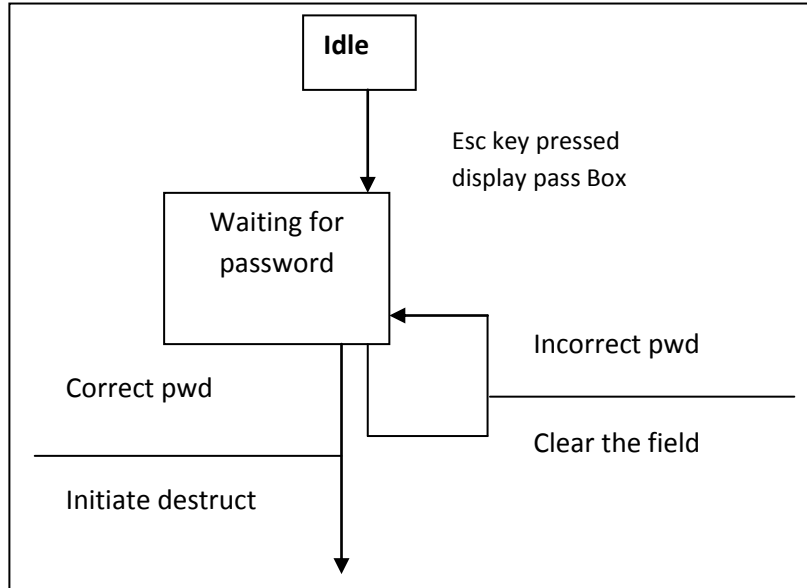 Idle
Esc key pressed
display pass Box
Waiting for
password
Incorrect pwd
Correct pwd
Clear the field
Initiate destruct